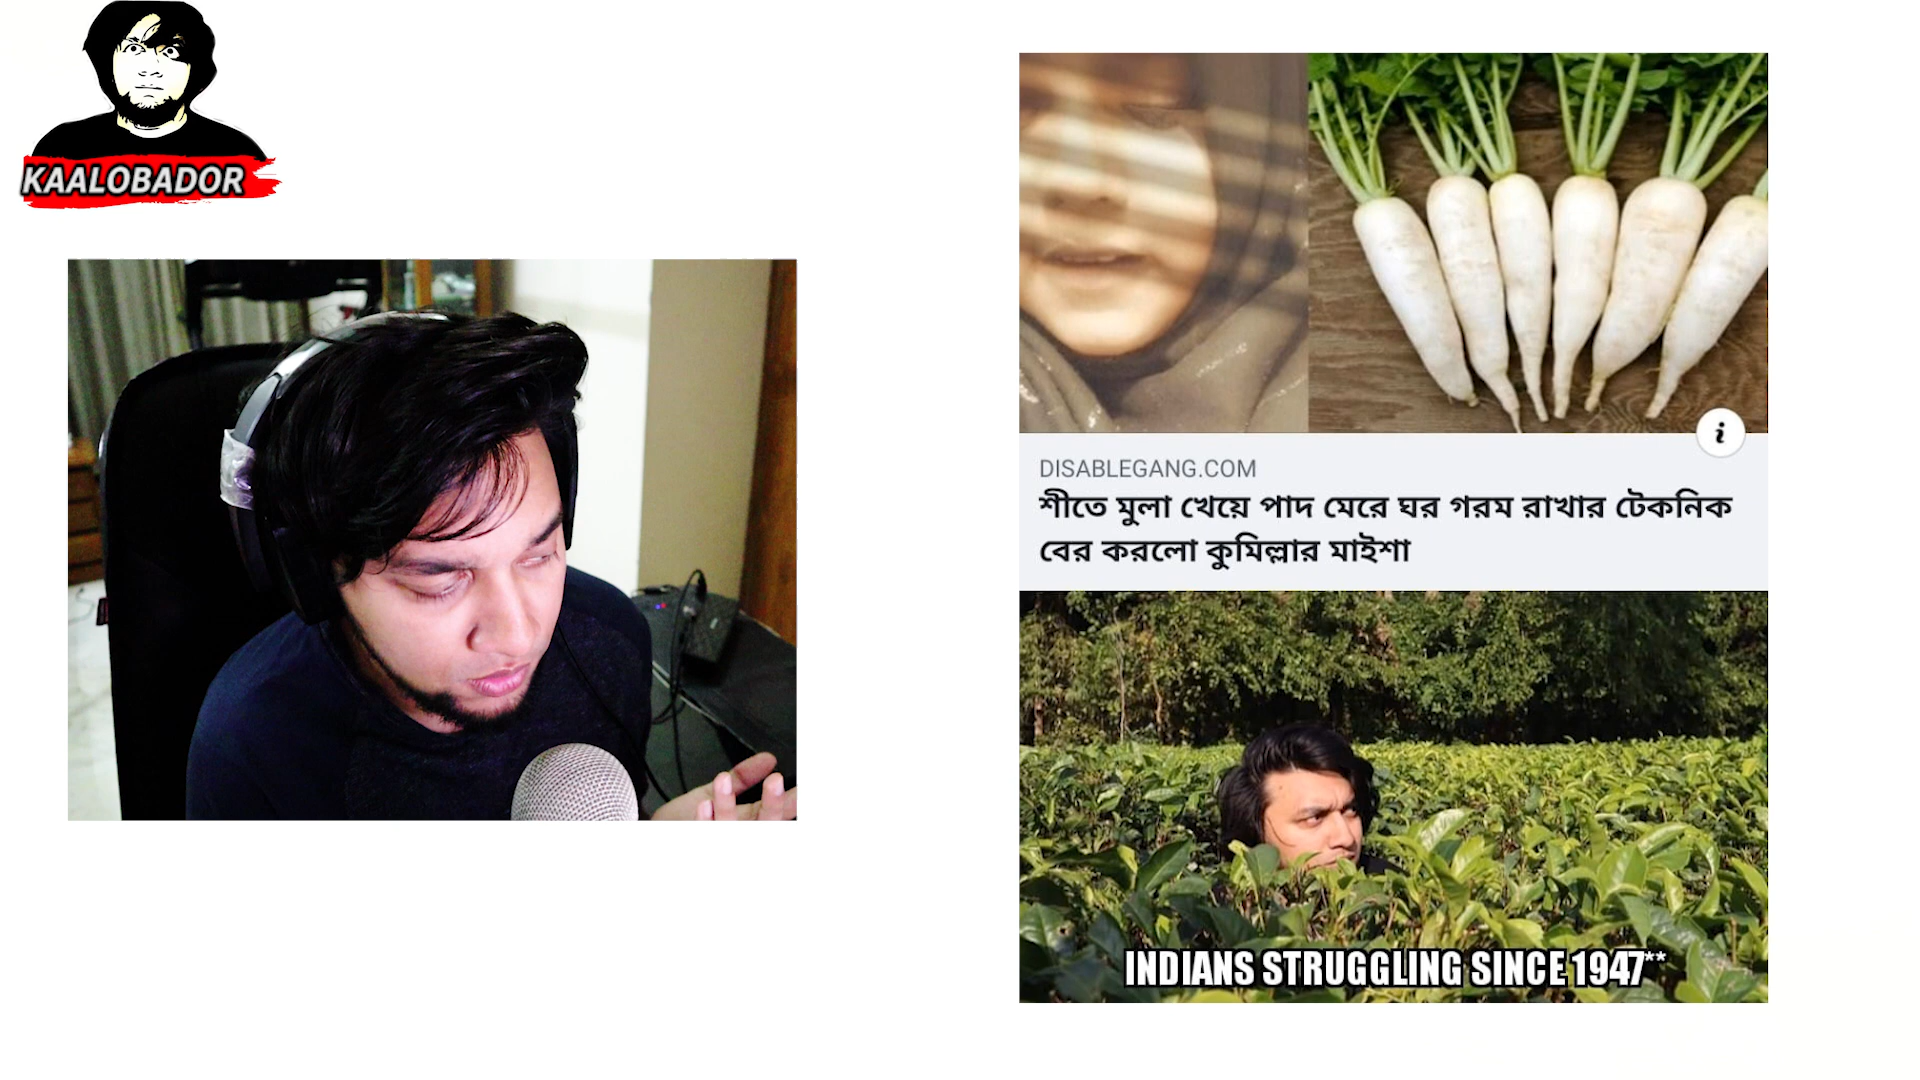 KAALOBADOR
DISABLEGANG.COM
শীতে মুলা খেয়ে পাদ মেরে ঘর গরম রাখার টেকনিক
বের করলো কুমিল্লার মাইশা
INDIANS STRUGGLING SINCE 1947**